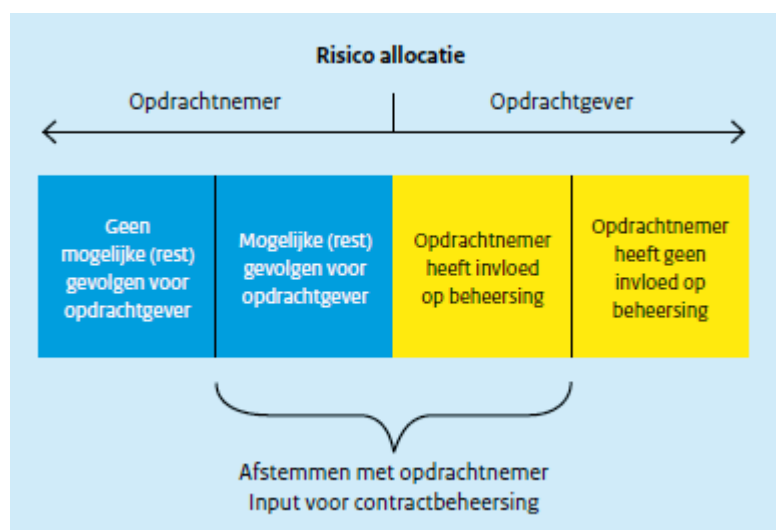 Risico allocatie
Opdrachtnemer
Opdrachtgever
Geen
mogelijke (rest)
gevolgen voor
opdrachtgever
Mogelijke (rest)
gevolgen voor
opdrachtgever
Opdrachtnemer
heeft invloed
op beheersing
Opdrachtnemer
heeft geen
invloed op
beheersing
Afstemmen met opdrachtnemer
Input voor contractbeheersing